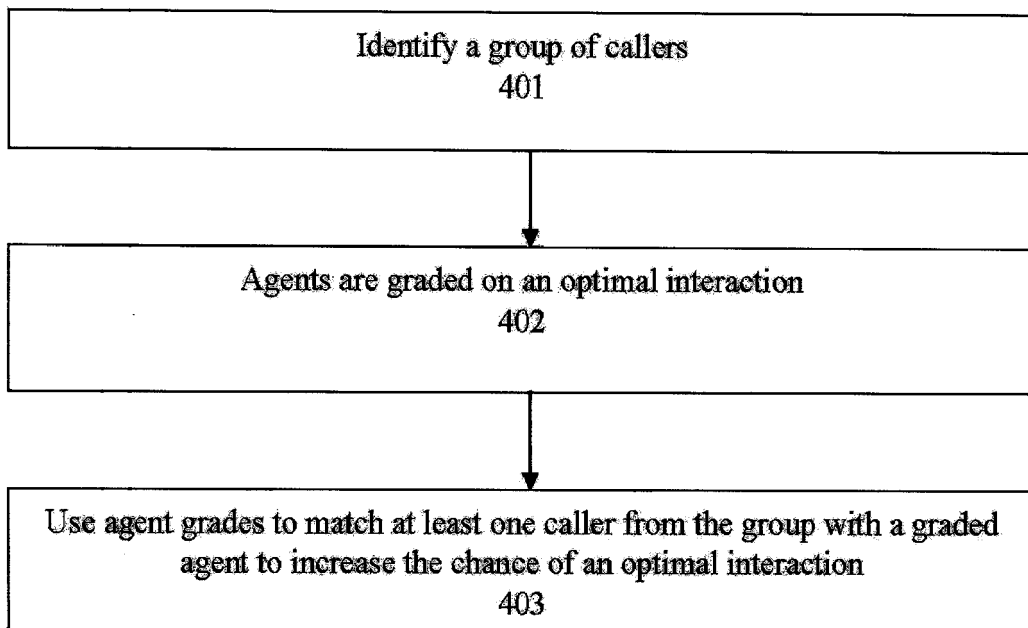 Identify a group of callers
401
Agents are graded on an optimal interaction
402
Use agent grades to match at least one caller from the group with a graded
agent to increase the chance of an optimal interaction
403